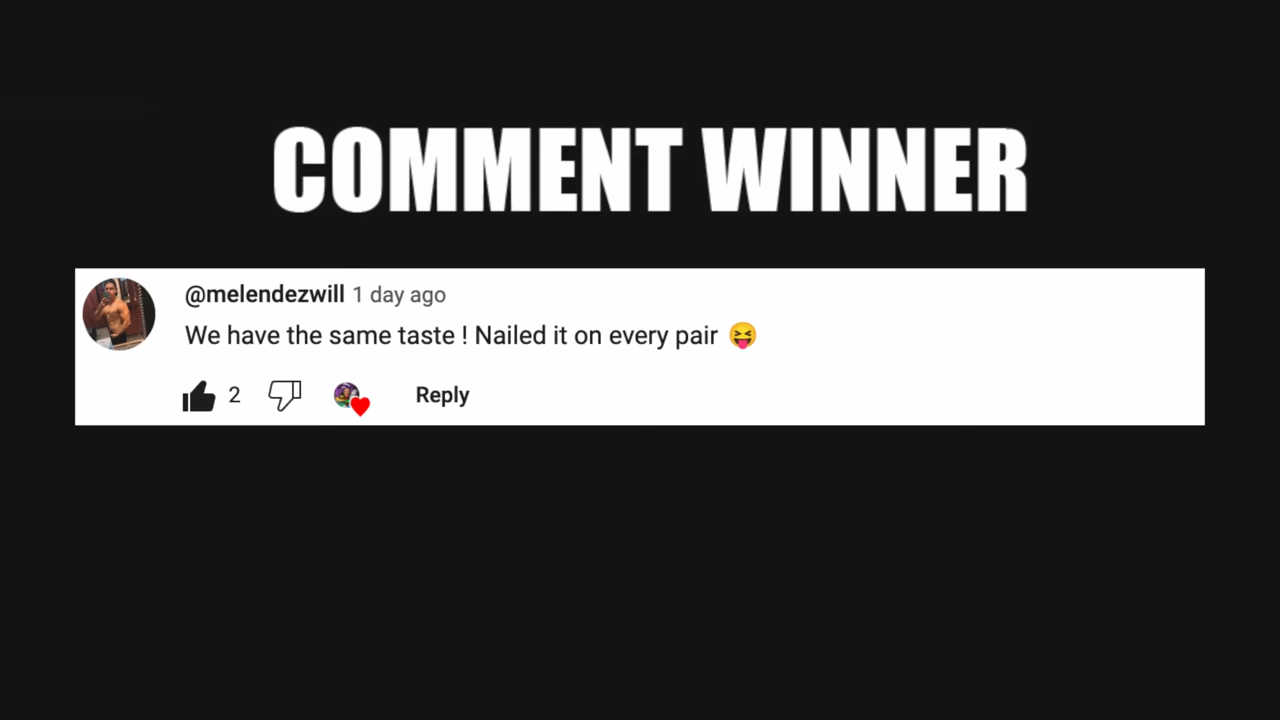 COMMENT WINNER
@melendezwill 1 day ago
We have the same taste ! Nailed it on every pair 😝
2 Reply